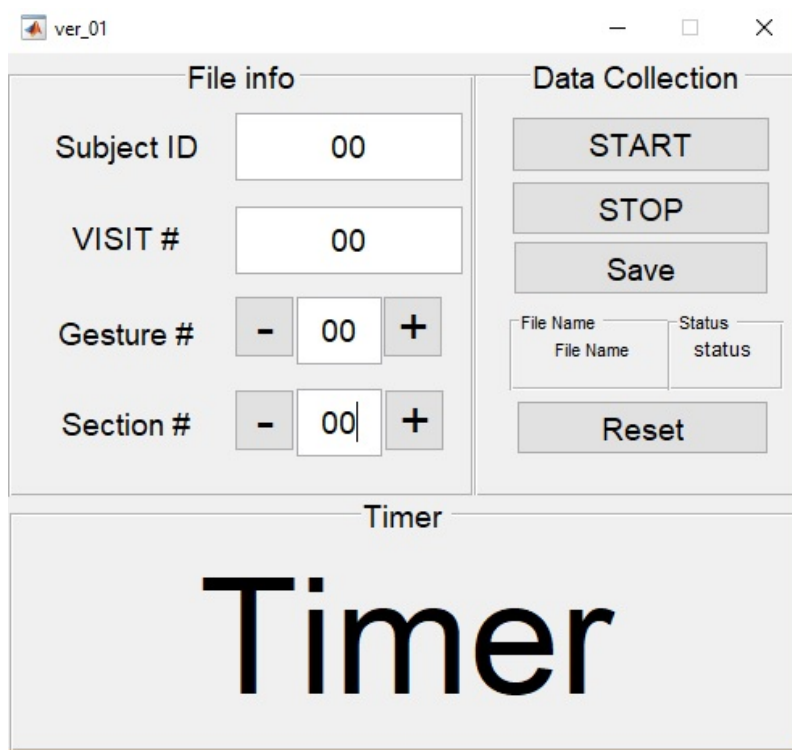 ver_01
File info
Subject ID 00
VISIT # 00
Gesture # - 00 +
Section # - 00 +
Data Collection
START
STOP
Save
File Name
File Name
Status
status
Reset
Timer
Timer